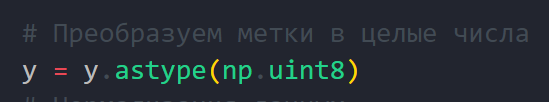 # Преобразуем метки в целые числа
y = y.astype(np.uint8)